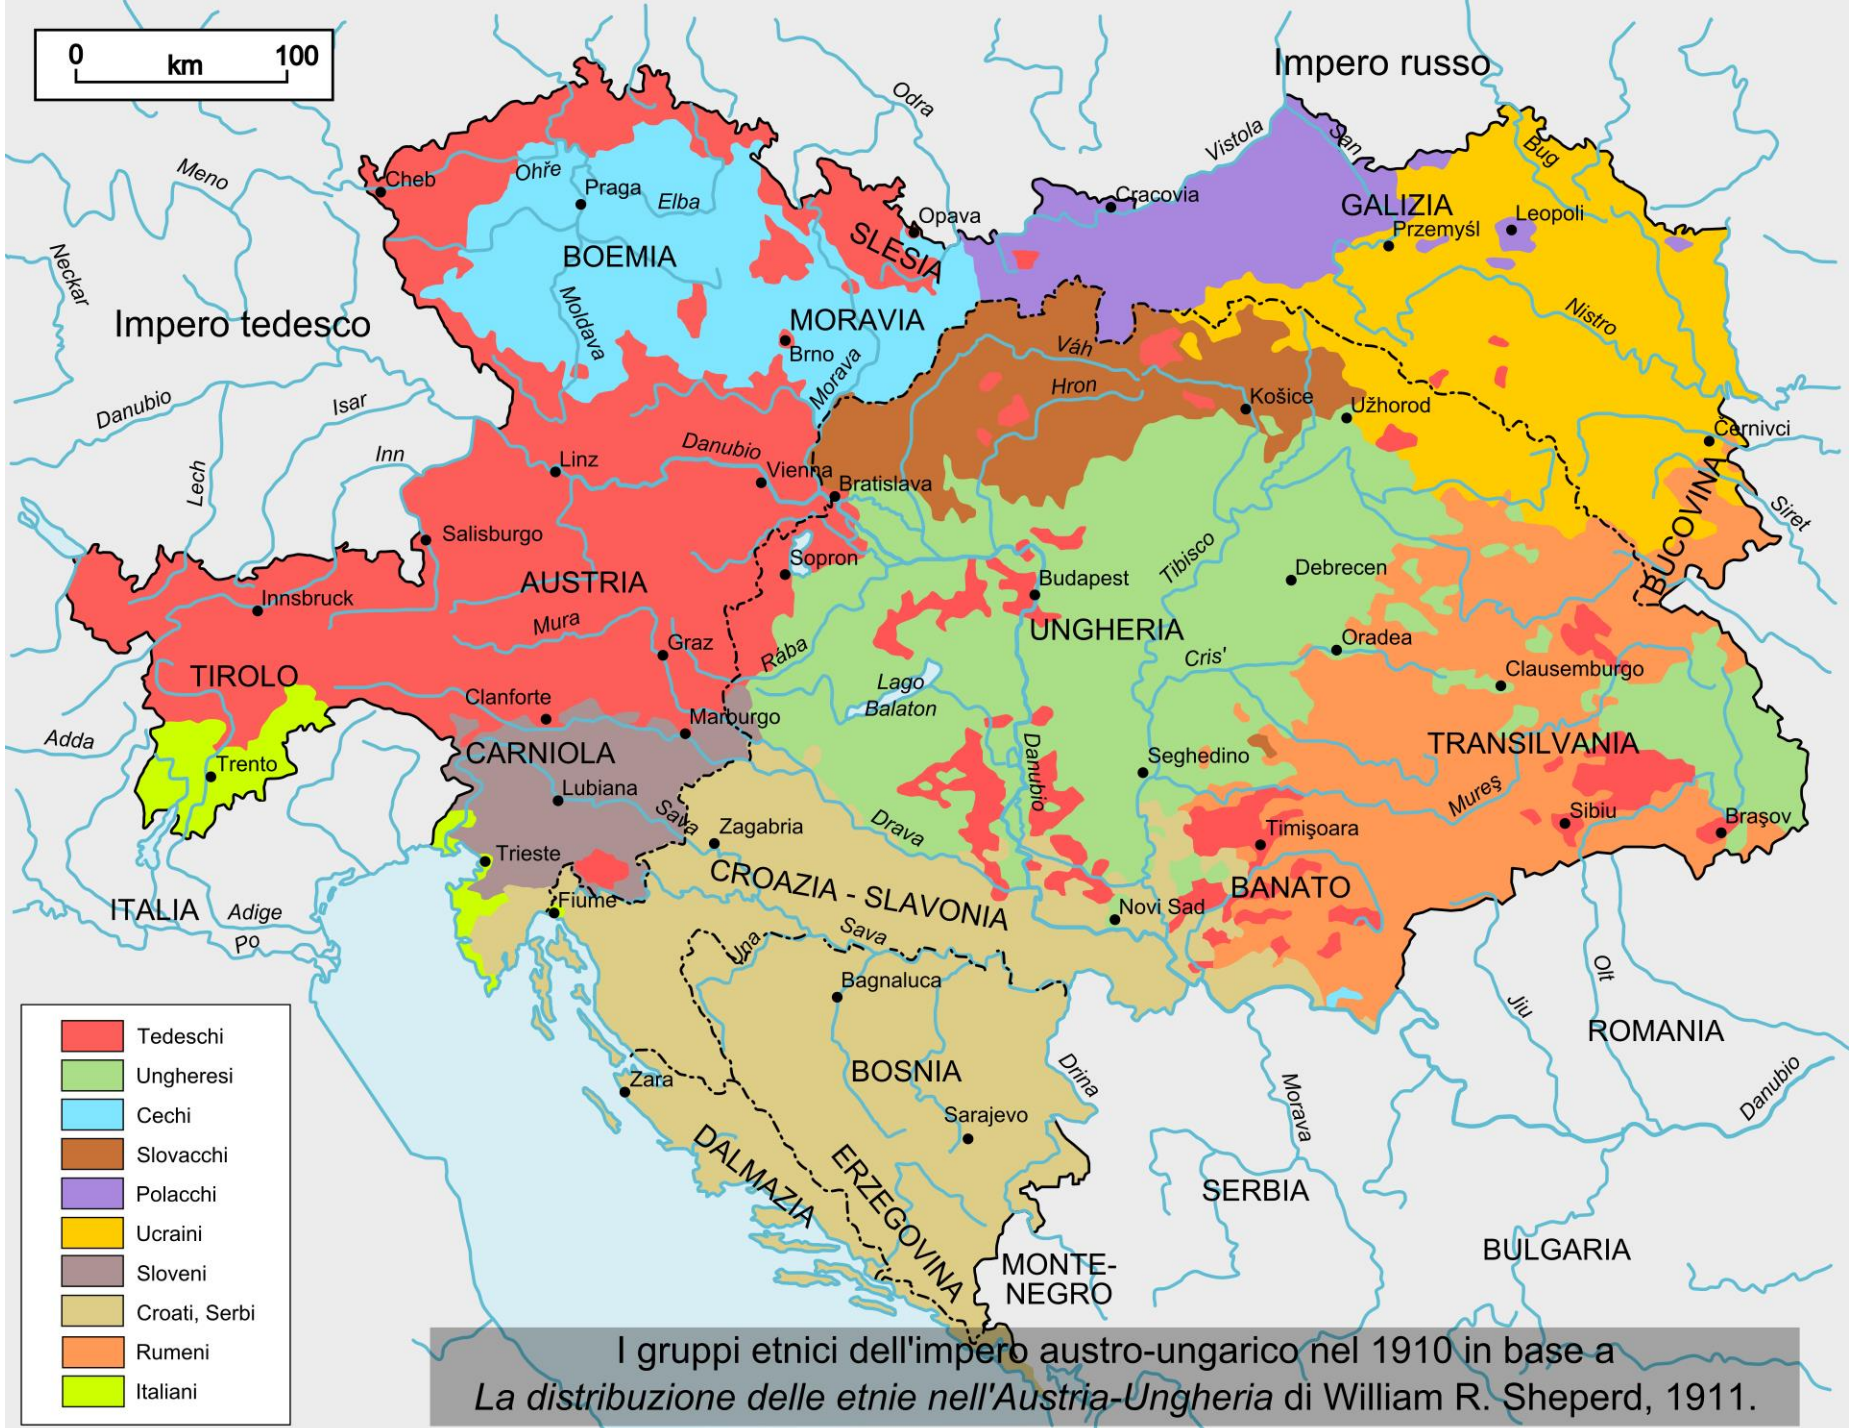 0 100
km
Impero russo
Odra
Vistola
San
Bug
Meno
Cheb
Ohře
Praga
Elba
Opava
Cracovia
GALIZIA
Leopoli
Przemyśl
SLESIA
BOEMIA
Neckar
Moldava
MORAVIA
Impero tedesco
Brno
Morava
Váh
Hron
Nistro
Košice
Užhorod
Černivci
Danubio
Isar
Inn
Lech
Linz
Danubio
Vienna
Bratislava
BUCOVINA
Siret
Salisburgo
Sopron
Tibisco
AUSTRIA
Budapest
Debrecen
Innsbruck
Mura
UNGHERIA
Graz
Rába
Oradea
Cris'
Clausemburgo
TIROLO
Lago
Balaton
Clanforte
Marburgo
Adda
CARNIOLA
Trento
Danubio
Seghedino
TRANSILVANIA
Lubiana
Sava
Mureş
Zagabria
Drava
Timişoara
Sibiu
Braşov
Trieste
CROAZIA - SLAVONIA
BANATO
Fiume
ITALIA
Adige
Po
Novi Sad
Una
Sava
Bagnaluca
Olt
Jiu
ROMANIA
BOSNIA
Drina
Zara
Sarajevo
Morava
Danubio
DALMAZIA
ERZEGOVINA
SERBIA
BULGARIA
MONTE-
NEGRO
Tedeschi
Ungheresi
Cechi
Slovacchi
Polacchi
Ucraini
Sloveni
Croati, Serbi
Rumeni
Italiani
I gruppi etnici dell'impero austro-ungarico nel 1910 in base a
La distribuzione delle etnie nell'Austria-Ungheria di William R. Sheperd, 1911.